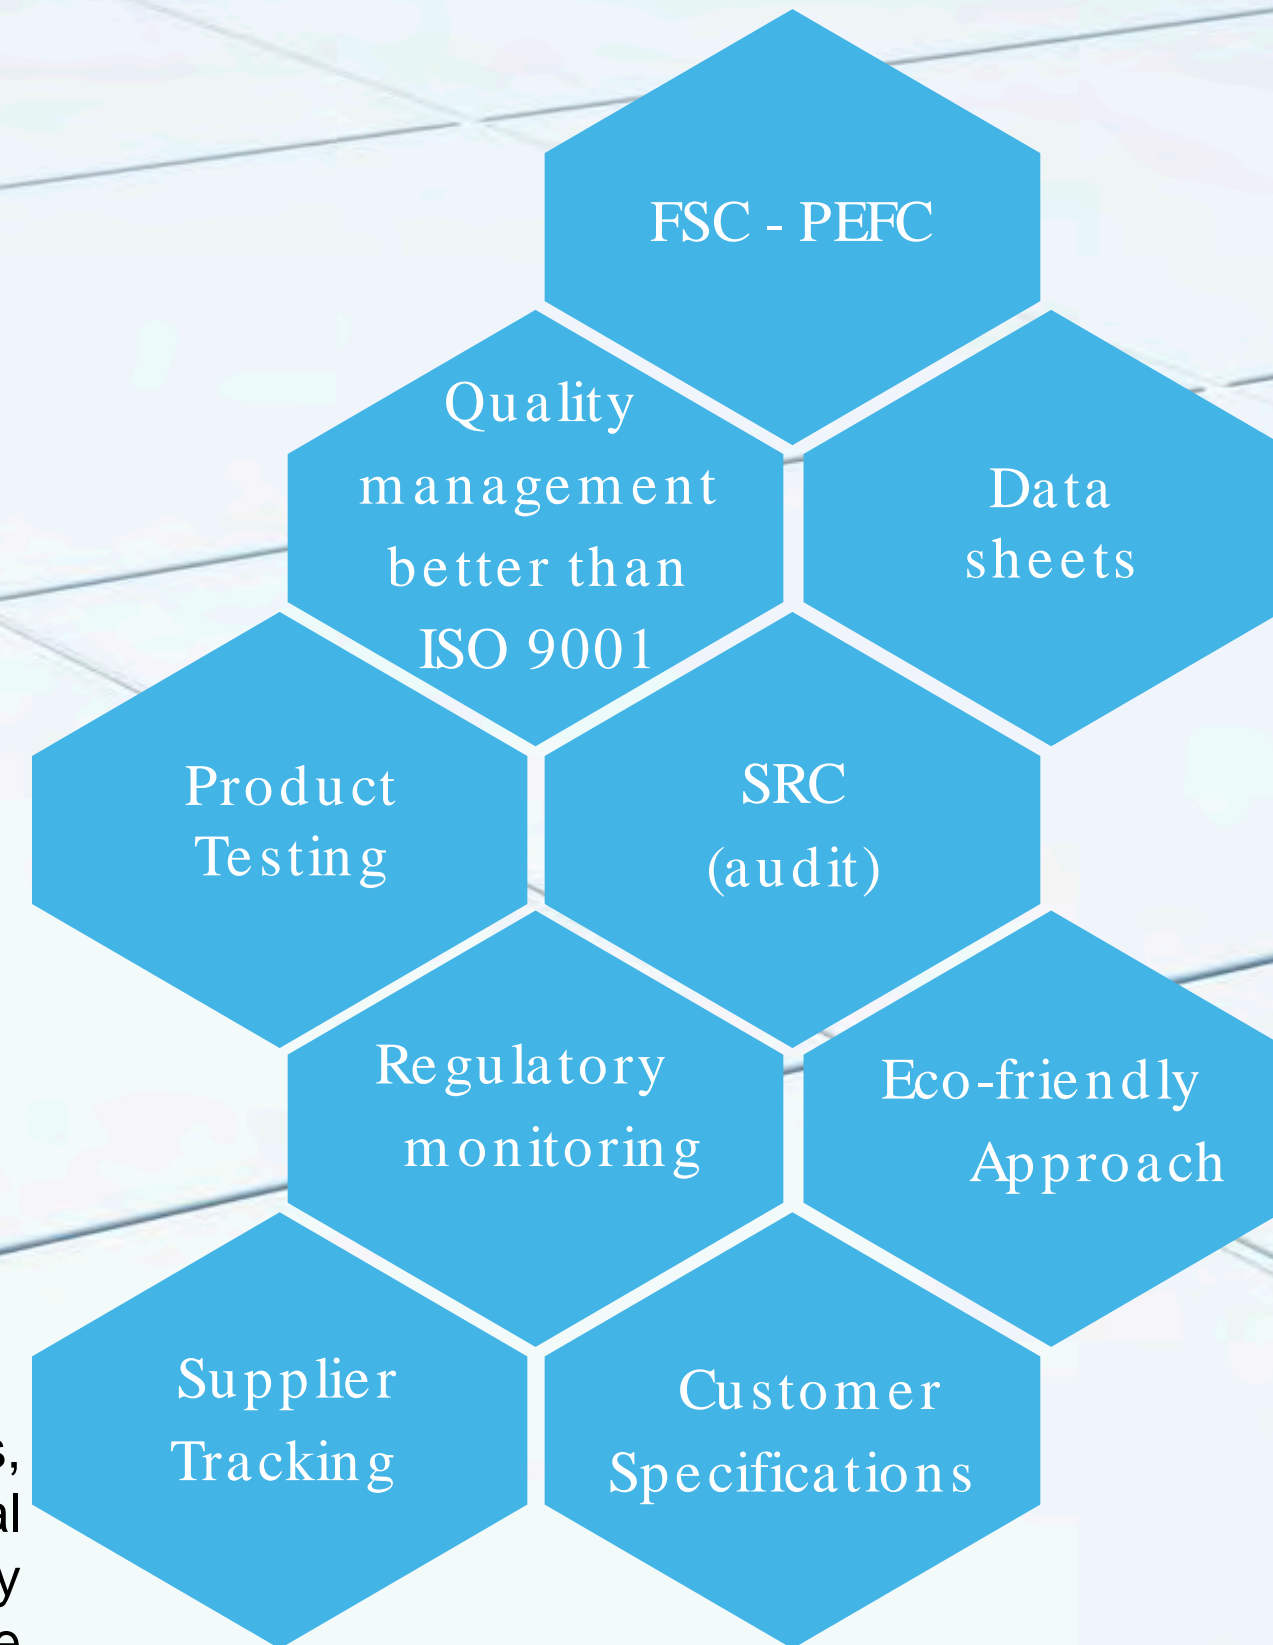 FSC - PEFC
Quality
management
better than
ISO 9001
Data
sheets
Product
Testing
SRC
(audit)
Regulatory
monitoring
Eco-friendly
Approach
Supplier
Tracking
Customer
Specifications